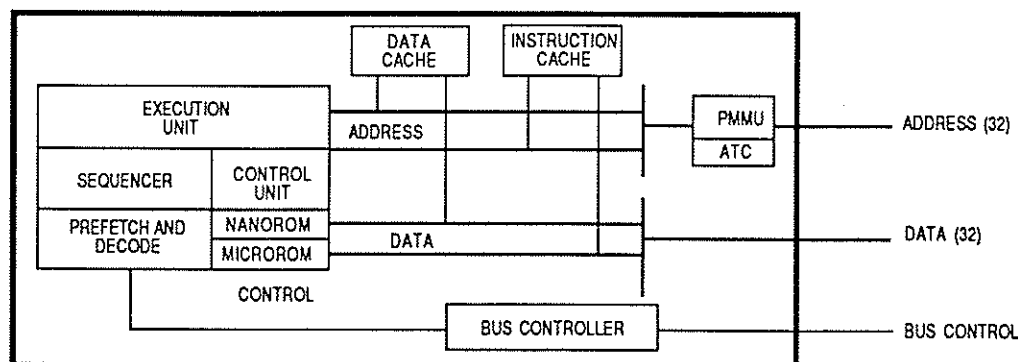 DATA
CACHE
INSTRUCTION
CACHE
EXECUTION
UNIT
ADDRESS
PMMU
ATC
ADDRESS (32)
SEQUENCER
CONTROL
UNIT
PREFETCH AND
DECODE
NANOROM
MICROROM
DATA
DATA (32)
CONTROL
BUS CONTROLLER
BUS CONTROL